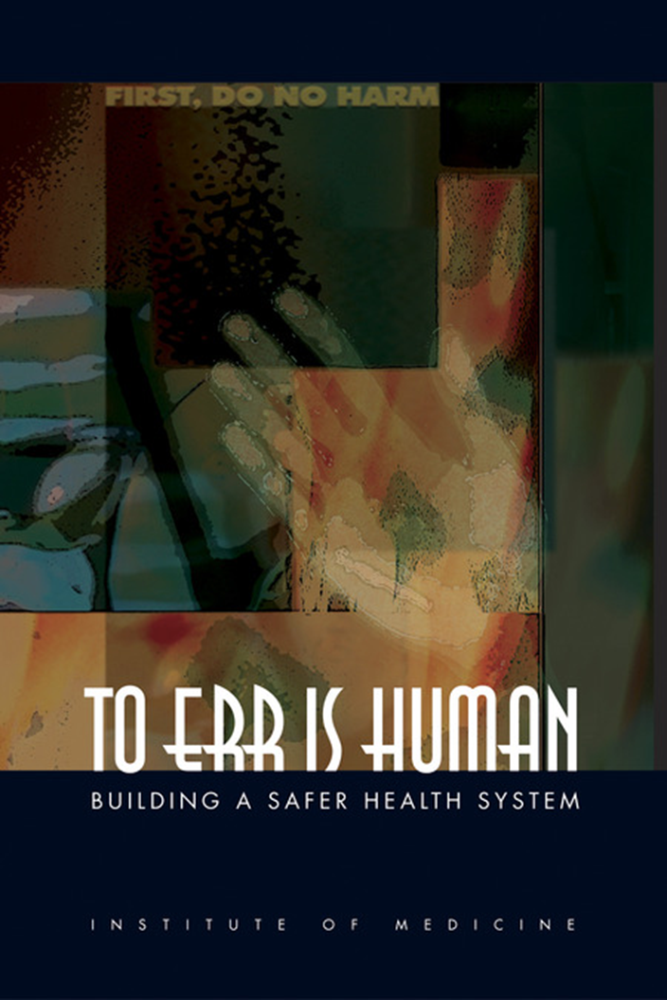 FIRST, DO NO HARM
TO ERR IS HUMAN
BUILDING A SAFER HEALTH SYSTEM
INSTITUTE OF MEDICINE